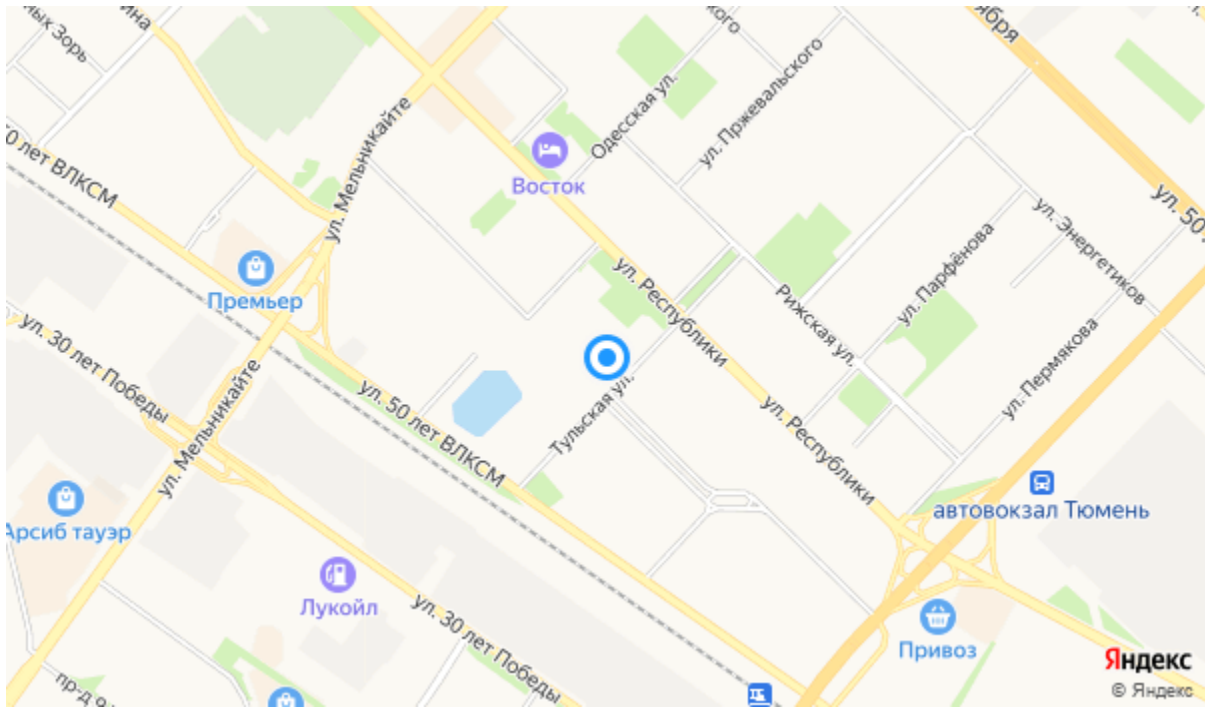 Одесская ул.
ул. Пржевальского
ул. Мельникайте
50 лет ВЛКСМ
Восток
ул. 50
ул. Энергетиков
ул. Парфёнова
ул. Республики
Премьер
Рижская ул.
ул. 30 лет Победы
ул. Мельникайте
ул. 50 лет ВЛКСМ
Тульская ул.
ул. Пермякова
ул. Республики
автовокзал Тюмень
Арсиб тауэр
Лукойл
ул. 30 лет Победы
Привоз
Яндекс
© Яндекс